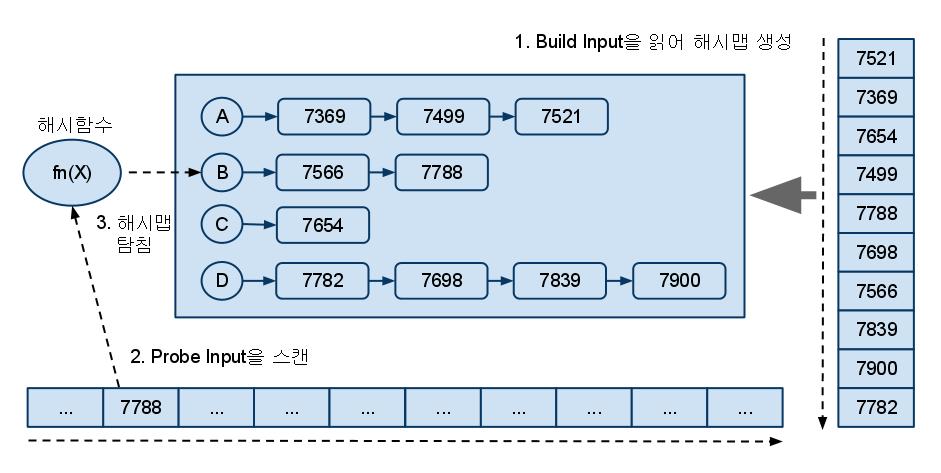 1. Build Input을 읽어 해시맵 생성
7521
7369
7654
7499
7788
7698
7566
7839
7900
7782
해시함수
fn(X)
A 7369 7499 7521
B 7566 7788
C 7654
D 7782 7698 7839 7900
3. 해시맵
탐침
2. Probe Input을 스캔
... 7788 ... ... ... ... ... ... ... ...